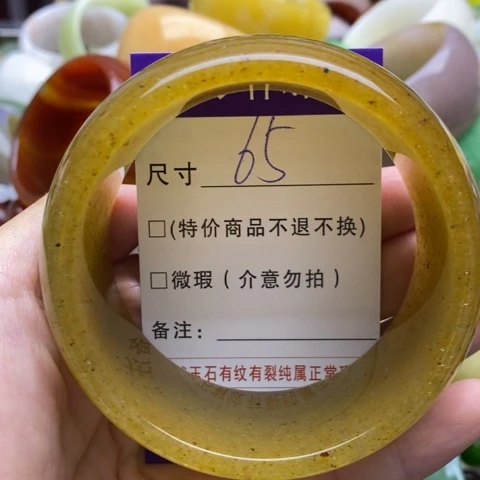 尺寸 65
□(特价商品不退不换)
□微瑕(介意勿拍)
备注:
玉石有纹有裂纯属正常